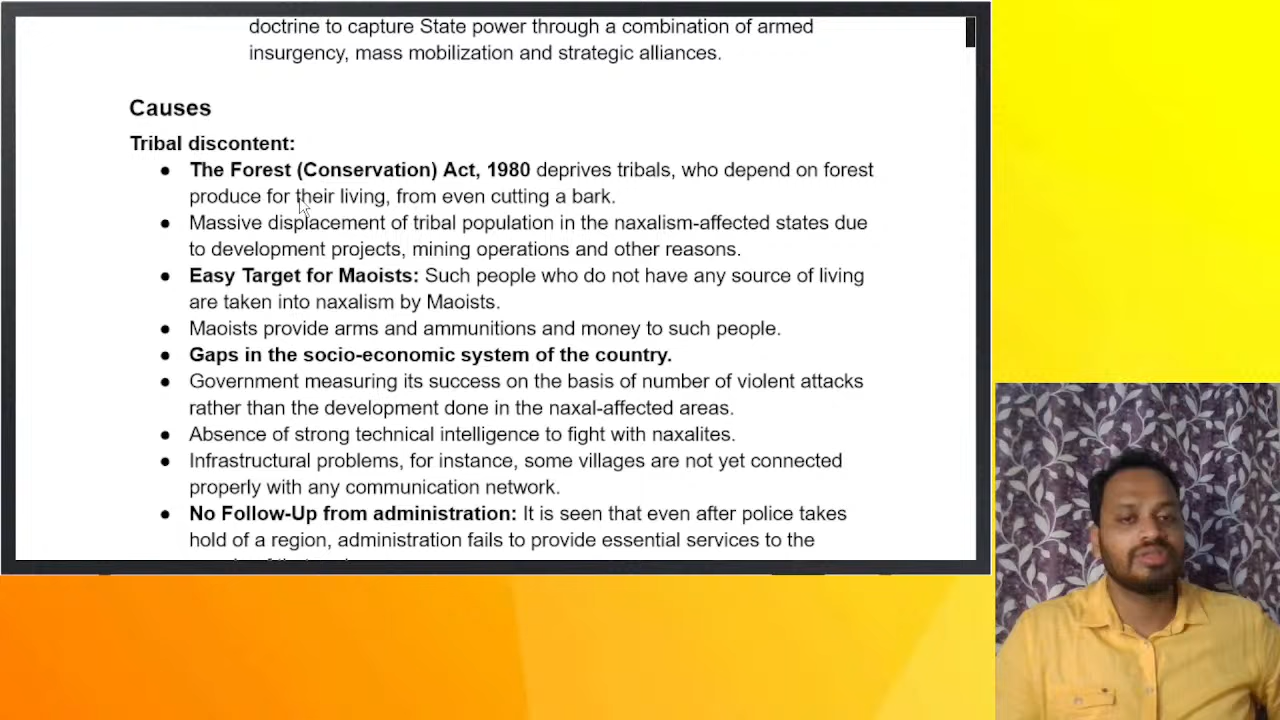 doctrine to capture State power through a combination of armed
insurgency, mass mobilization and strategic alliances.
Causes
Tribal discontent:
● The Forest (Conservation) Act, 1980 deprives tribals, who depend on forest
produce for their living, from even cutting a bark.
● Massive displacement of tribal population in the naxalism-affected states due
to development projects, mining operations and other reasons.
● Easy Target for Maoists: Such people who do not have any source of living
are taken into naxalism by Maoists.
● Maoists provide arms and ammunitions and money to such people.
● Gaps in the socio-economic system of the country.
● Government measuring its success on the basis of number of violent attacks
rather than the development done in the naxal-affected areas.
● Absence of strong technical intelligence to fight with naxalites.
● Infrastructural problems, for instance, some villages are not yet connected
properly with any communication network.
● No Follow-Up from administration: It is seen that even after police takes
hold of a region, administration fails to provide essential services to the